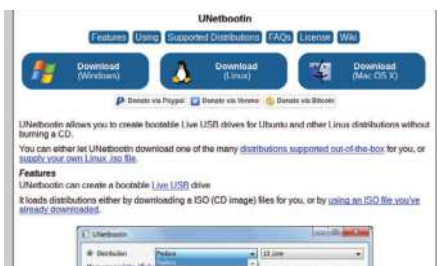 UNetbootin
Features Using Supported Distributions FAQs License Wiki
Download (Windows)
Download (Linux)
Download (Mac OS X)
Donate via Paypal Donate via Venmo Donate via Bitcoin
UNetbootin allows you to create bootable Live USB drives for Ubuntu and other Linux distributions without
burning a CD.
You can either let UNetbootin download one of the many distributions supported out-of-the-box for you, or
supply your own Linux .iso file.
Features
UNetbootin can create a bootable Live USB drive
It loads distributions either by downloading a ISO (CD image) files for you, or by using an ISO file you've
already downloaded.
UNetbootin
Distribution Fedora